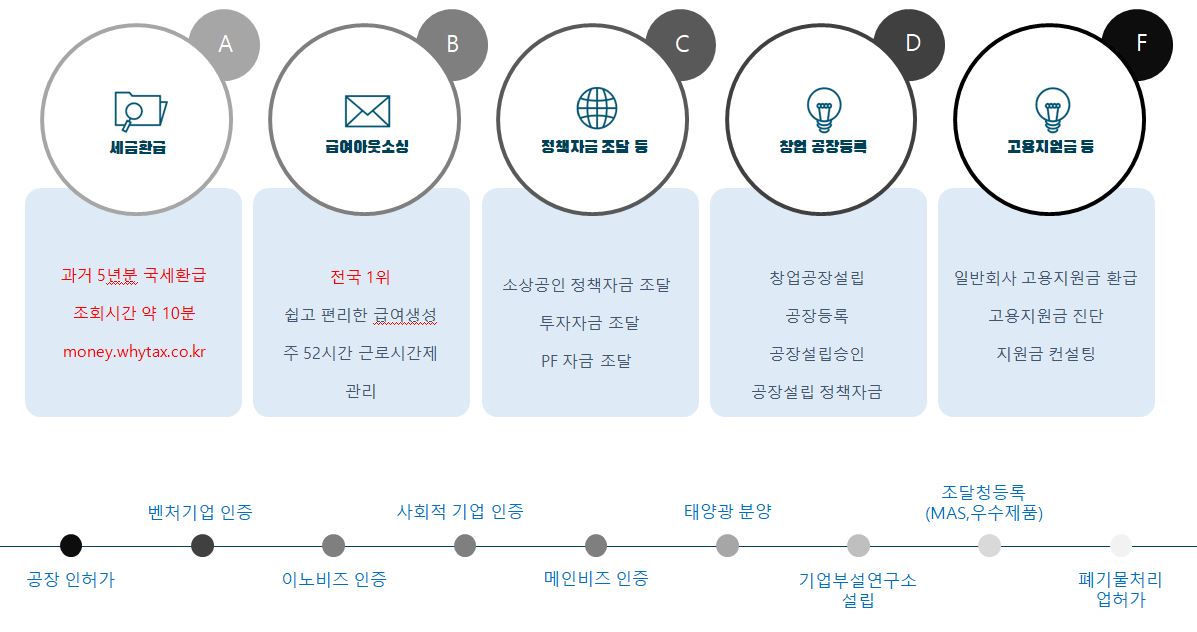 A
세금환급
과거 5년분 국세환급
조회시간 약 10분
money.whytax.co.kr
B
급여아웃소싱
전국 1위
쉽고 편리한 급여생성
주 52시간 근로시간제
관리
C
정책자금 조달 등
소상공인 정책자금 조달
투자자금 조달
PF 자금 조달
D
창업 공장등록
창업공장설립
공장등록
공장설립승인
공장설립 정책자금
F
고용지원금 등
일반회사 고용지원금 환급
고용지원금 진단
지원금 컨설팅
공장 인허가
벤처기업 인증
이노비즈 인증
사회적 기업 인증
메인비즈 인증
태양광 분양
기업부설연구소
설립
조달청등록
(MAS,우수제품)
폐기물처리
업허가